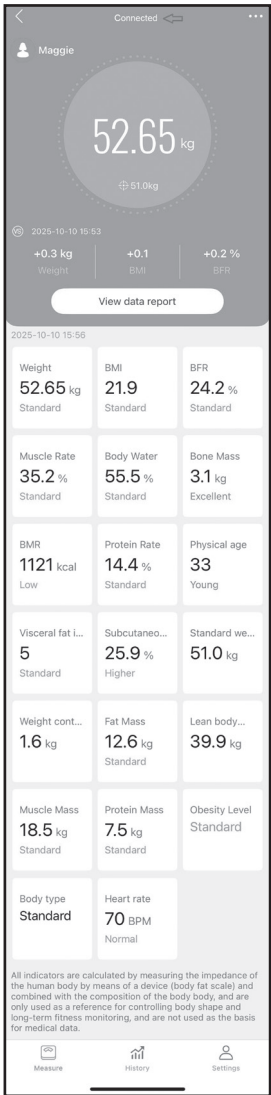 Connected
Maggie
52.65 kg
51.0kg
VS 2025-10-10 15:53
+0.3 kg +0.1 +0.2 %
Weight BMI BFR
View data report
2025-10-10 15:56
Weight BMI BFR
52.65 kg 21.9 24.2 %
Standard Standard Standard
Muscle Rate Body Water Bone Mass
35.2 % 55.5 % 3.1 kg
Standard Standard Excellent
BMR Protein Rate Physical age
1121 kcal 14.4 % 33
Low Standard Young
Visceral fat i... Subcutaneo... Standard we...
5 25.9 % 51.0 kg
Standard Higher
Weight cont... Fat Mass Lean body...
1.6 kg 12.6 kg 39.9 kg
Standard
Muscle Mass Protein Mass Obesity Level
18.5 kg 7.5 kg Standard
Standard Standard
Body type Heart rate
Standard 70 BPM
Normal
All indicators are calculated by measuring the impedance of
the human body by means of a device (body fat scale) and
combined with the composition of the body body, and are
only used as a reference for controlling body shape and
long-term fitness monitoring, and are not used as the basis
for medical data.
Measure History Settings